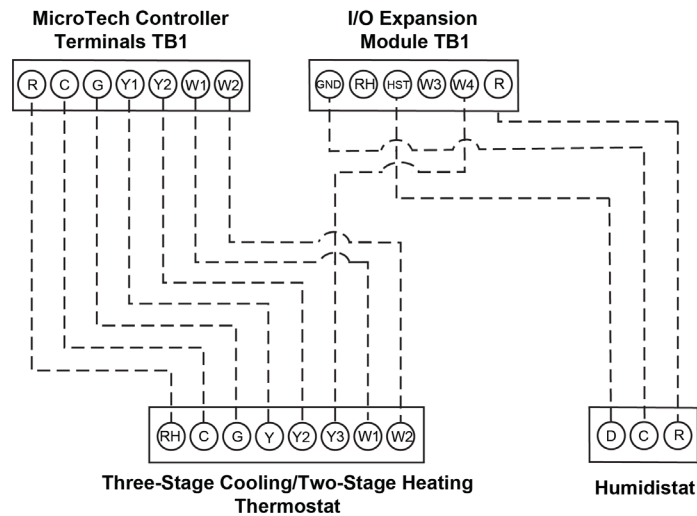 MicroTech Controller
Terminals TB1
I/O Expansion
Module TB1
R C G Y1 Y2 W1 W2
GND RH HST W3 W4 R
RH C G Y Y2 Y3 W1 W2
D C R
Three-Stage Cooling/Two-Stage Heating
Thermostat
Humidistat